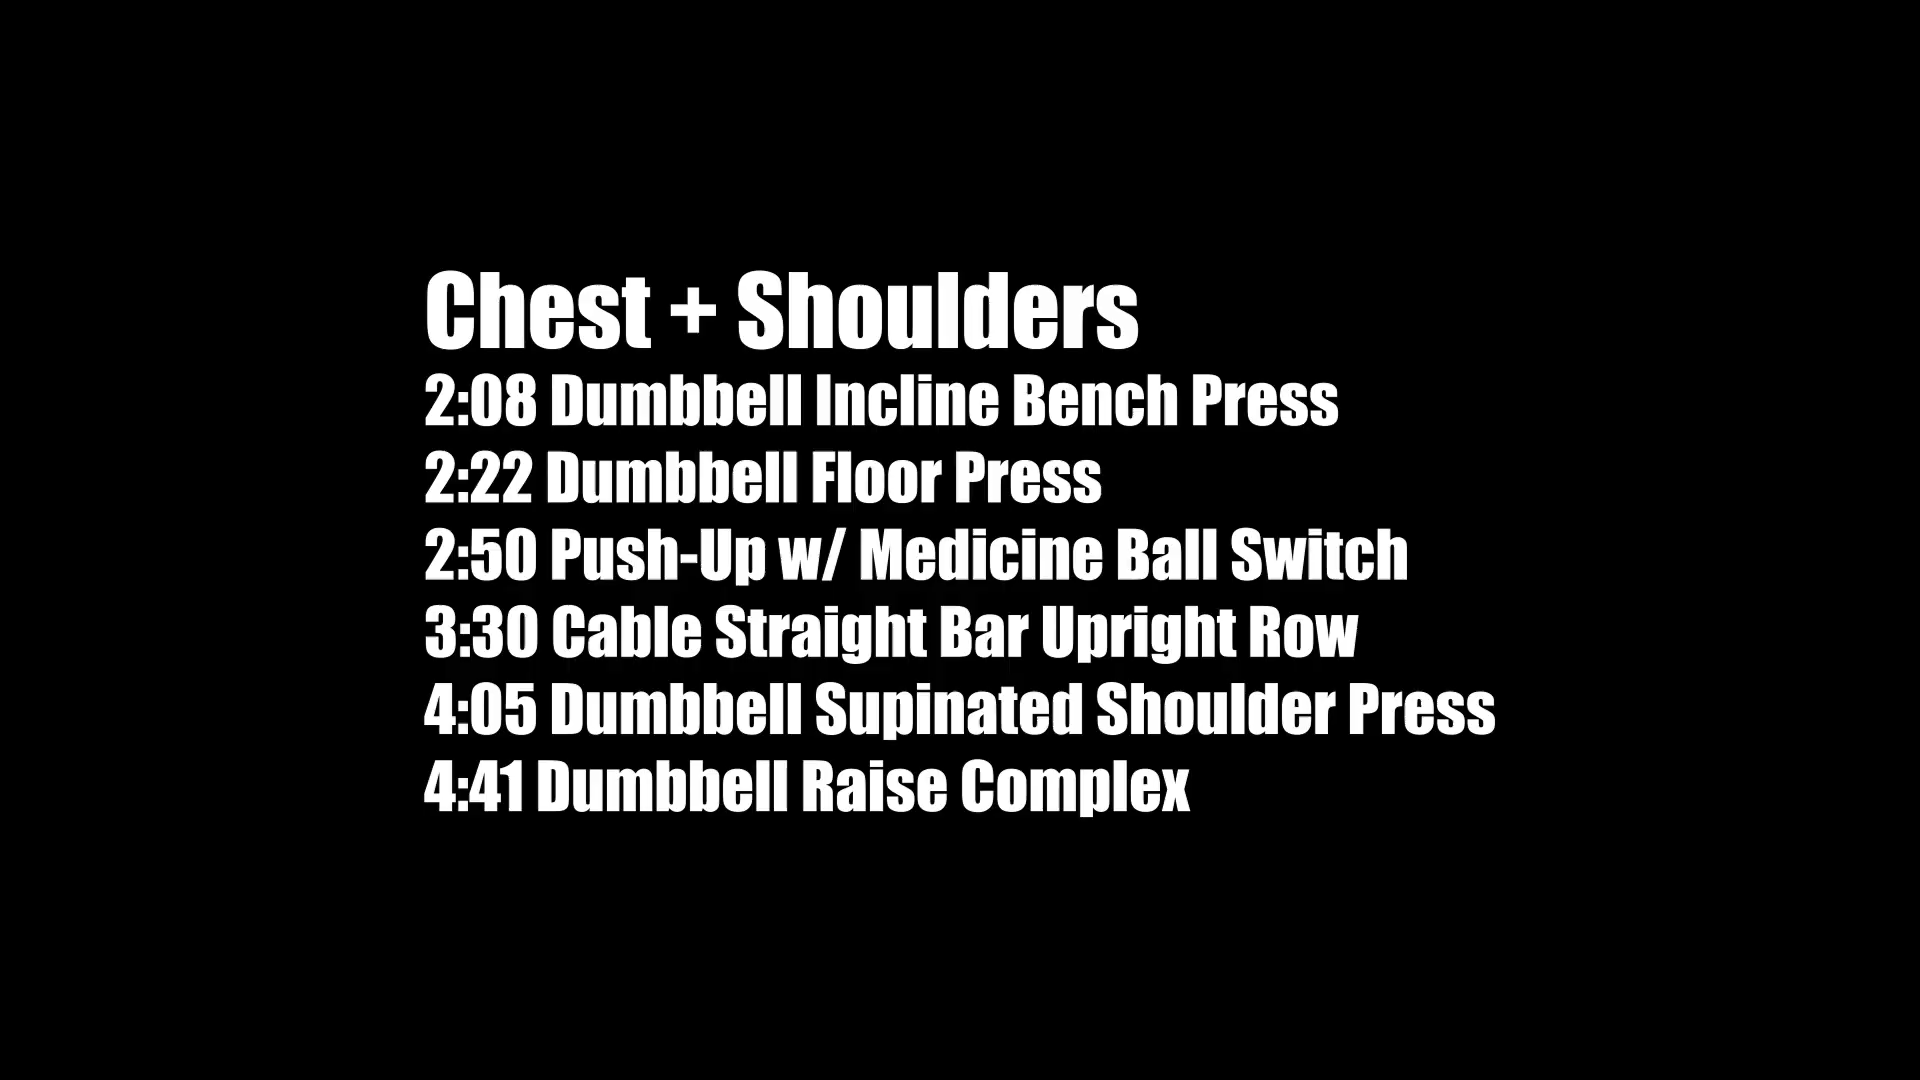 Chest + Shoulders
2:08 Dumbbell Incline Bench Press
2:22 Dumbbell Floor Press
2:50 Push-Up w/ Medicine Ball Switch
3:30 Cable Straight Bar Upright Row
4:05 Dumbbell Supinated Shoulder Press
4:41 Dumbbell Raise Complex